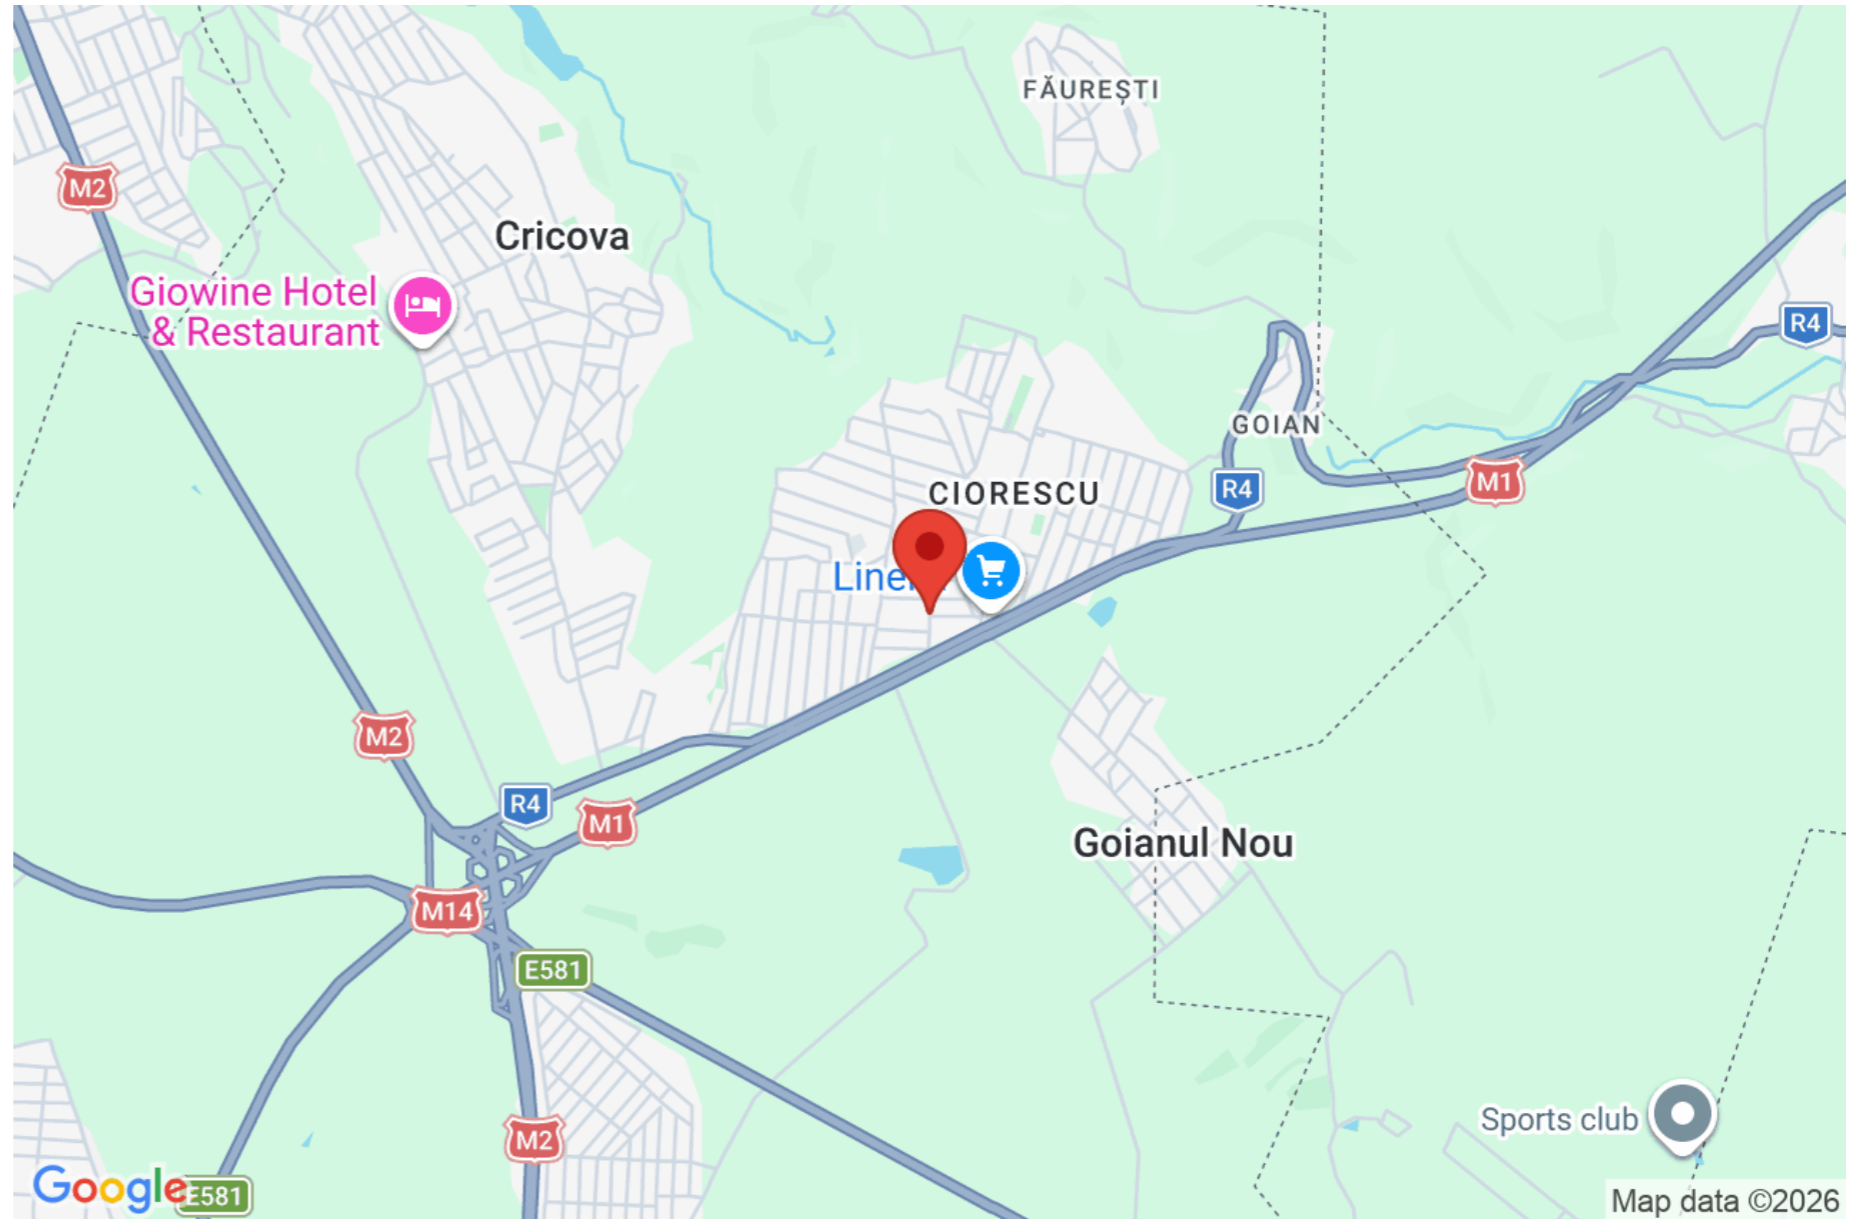 FĂUREȘTI
M2
Cricova
Giowine Hotel
& Restaurant
R4
GOIAN
M1
R4
CIORESCU
M2
R4
M1
Goianul Nou
M14
E581
Sports club
M2
Google
E581
Map data ©2026